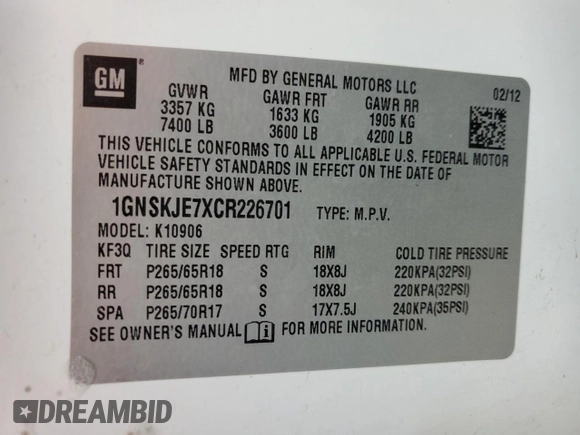 GM ®
MFD BY GENERAL MOTORS LLC 02/12
GVWR GAWR FRT GAWR RR
3357 KG 1633 KG 1905 KG
7400 LB 3600 LB 4200 LB
THIS VEHICLE CONFORMS TO ALL APPLICABLE U.S. FEDERAL MOTOR
VEHICLE SAFETY STANDARDS IN EFFECT ON THE DATE OF
MANUFACTURE SHOWN ABOVE.
1GNSKJE7XCR226701 TYPE: M.P.V.
MODEL: K10906
KF3Q TIRE SIZE SPEED RTG RIM COLD TIRE PRESSURE
FRT P265/65R18 S 18X8J 220KPA(32PSI)
RR P265/65R18 S 18X8J 220KPA(32PSI)
SPA P265/70R17 S 17X7.5J 240KPA(35PSI)
SEE OWNER'S MANUAL FOR MORE INFORMATION.
DREAMBID